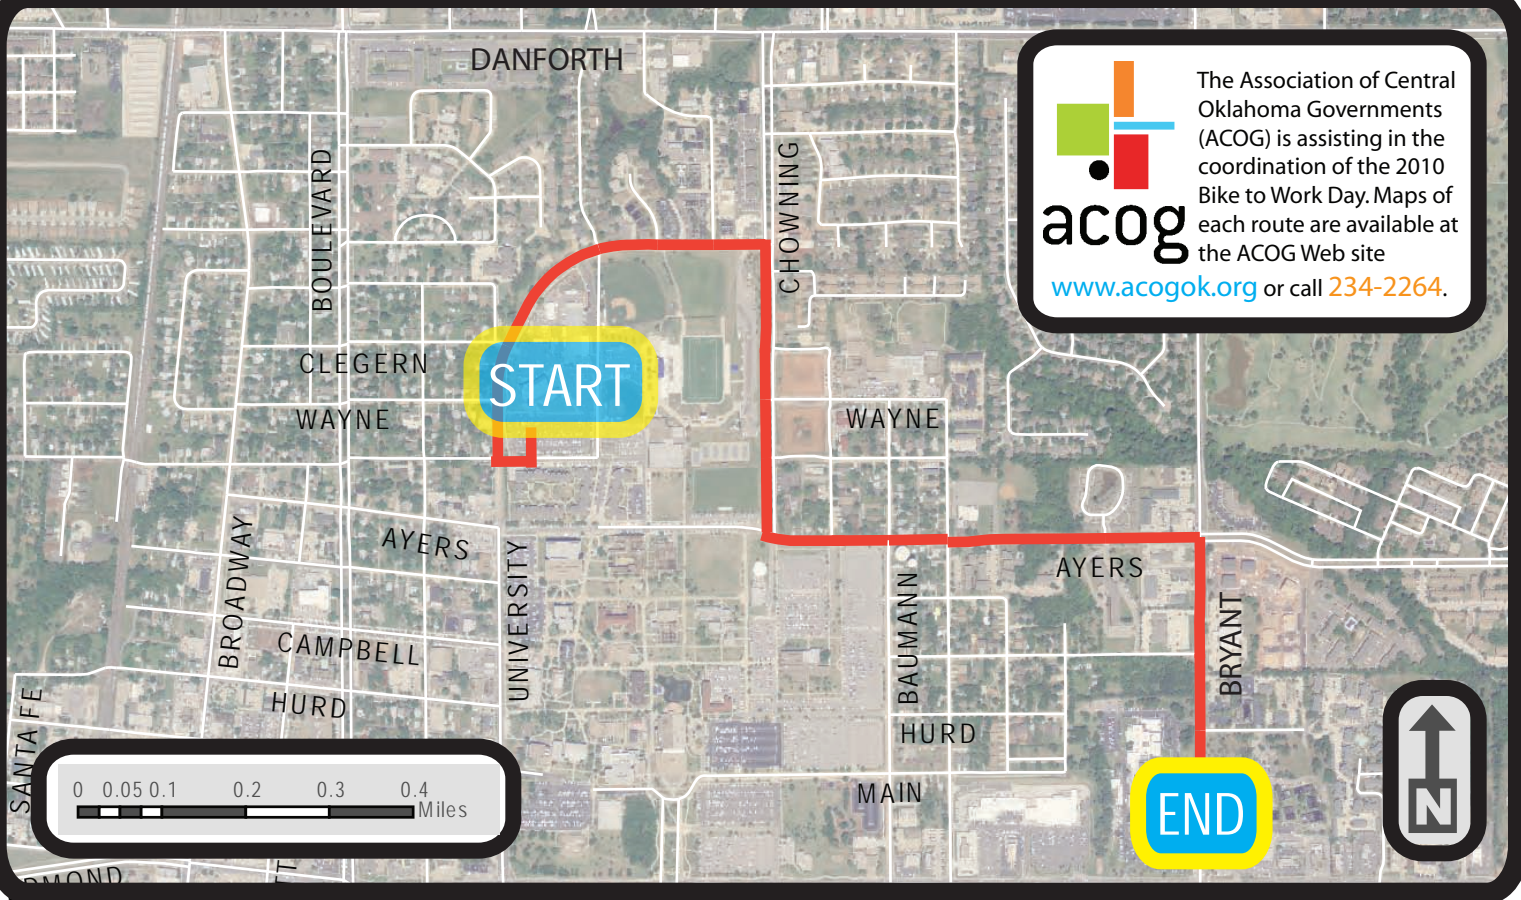 DANFORTH
The Association of Central
Oklahoma Governments
(ACOG) is assisting in the
coordination of the 2010
Bike to Work Day. Maps of
each route are available at
the ACOG Web site
www.acogok.org or call 234-2264.
acog
BOULEVARD
CHOWNING
CLEGERN
START
WAYNE
WAYNE
AYERS
AYERS
BROADWAY
UNIVERSITY
BAUMANN
BRYANT
CAMPBELL
HURD
HURD
SANTA FE
MAIN
END
N
0 0.05 0.1 0.2 0.3 0.4
Miles